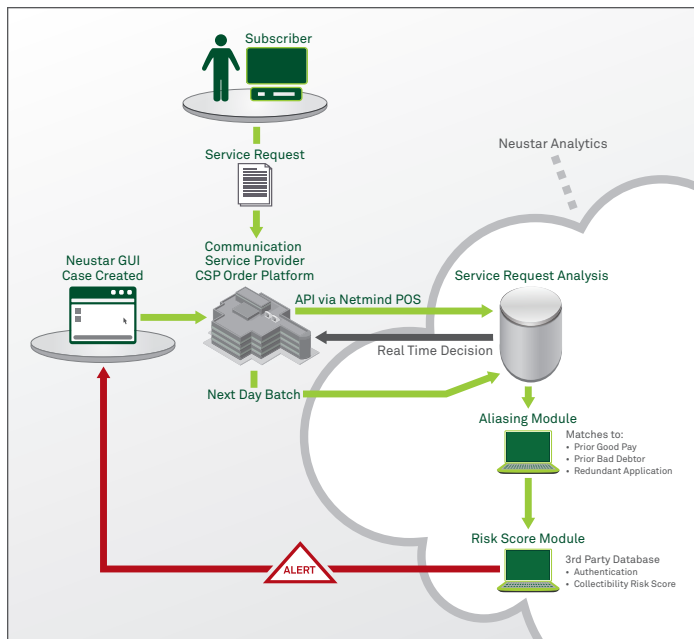 Subscriber
Service Request
Neustar Analytics
Communication
Service Provider
CSP Order Platform
Neustar GUI
Case Created
Service Request Analysis
API via Netmind POS
Real Time Decision
Next Day Batch
Aliasing Module
Matches to:
• Prior Good Pay
• Prior Bad Debtor
• Redundant Application
Risk Score Module
3rd Party Database
• Authentication
• Collectibility Risk Score
ALERT